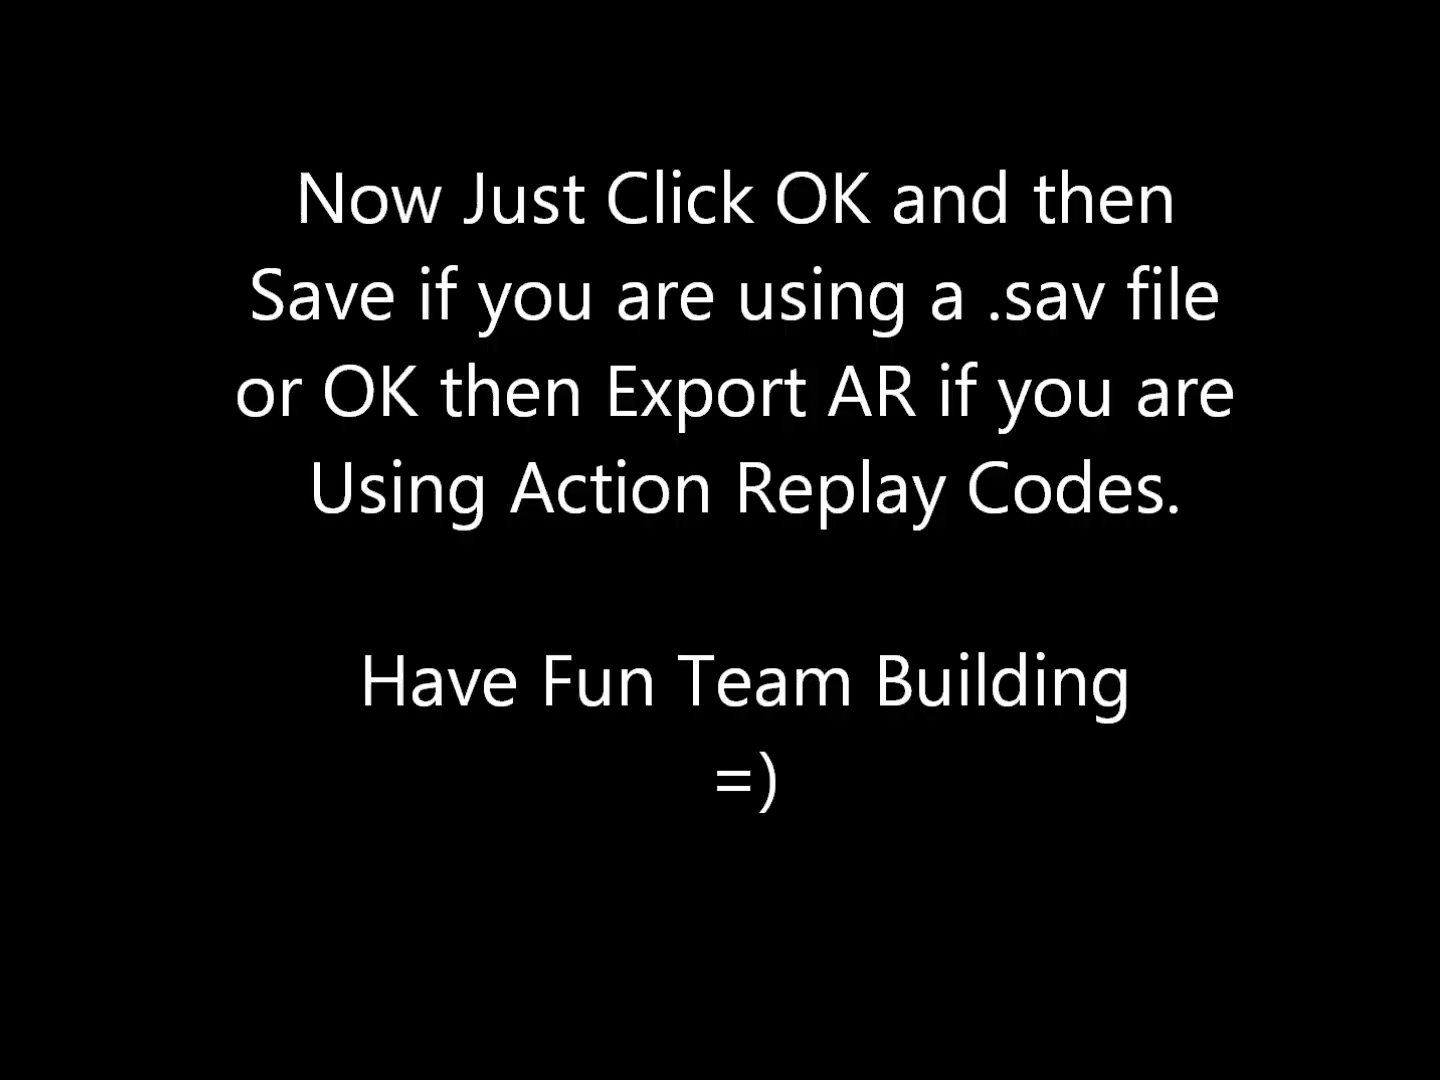 Now Just Click OK and then
Save if you are using a .sav file
or OK then Export AR if you are
Using Action Replay Codes.
Have Fun Team Building
=)